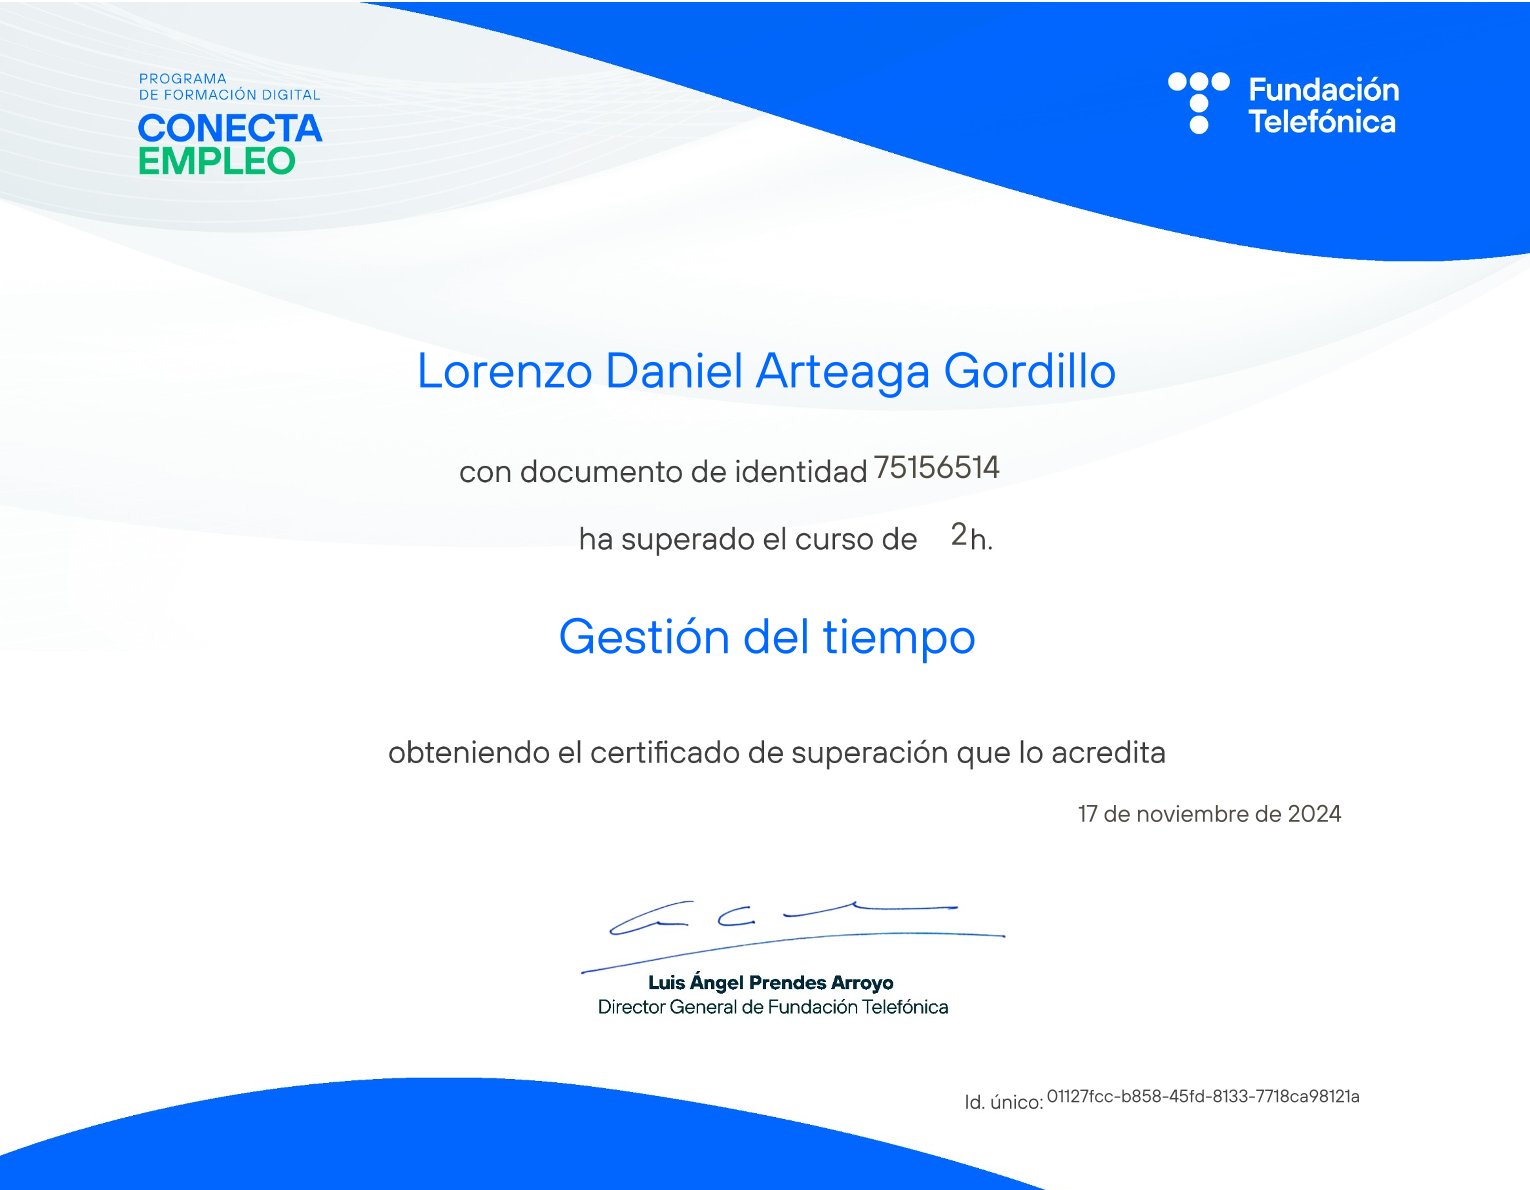 PROGRAMA
DE FORMACIÓN DIGITAL
CONECTA
EMPLEO
Fundación
Telefónica
Lorenzo Daniel Arteaga Gordillo
con documento de identidad 75156514
ha superado el curso de 2h.
Gestión del tiempo
obteniendo el certificado de superación que lo acredita
17 de noviembre de 2024
Luis Ángel Prendes Arroyo
Director General de Fundación Telefónica
Id. único: 01127fcc-b858-45fd-8133-7718ca98121a